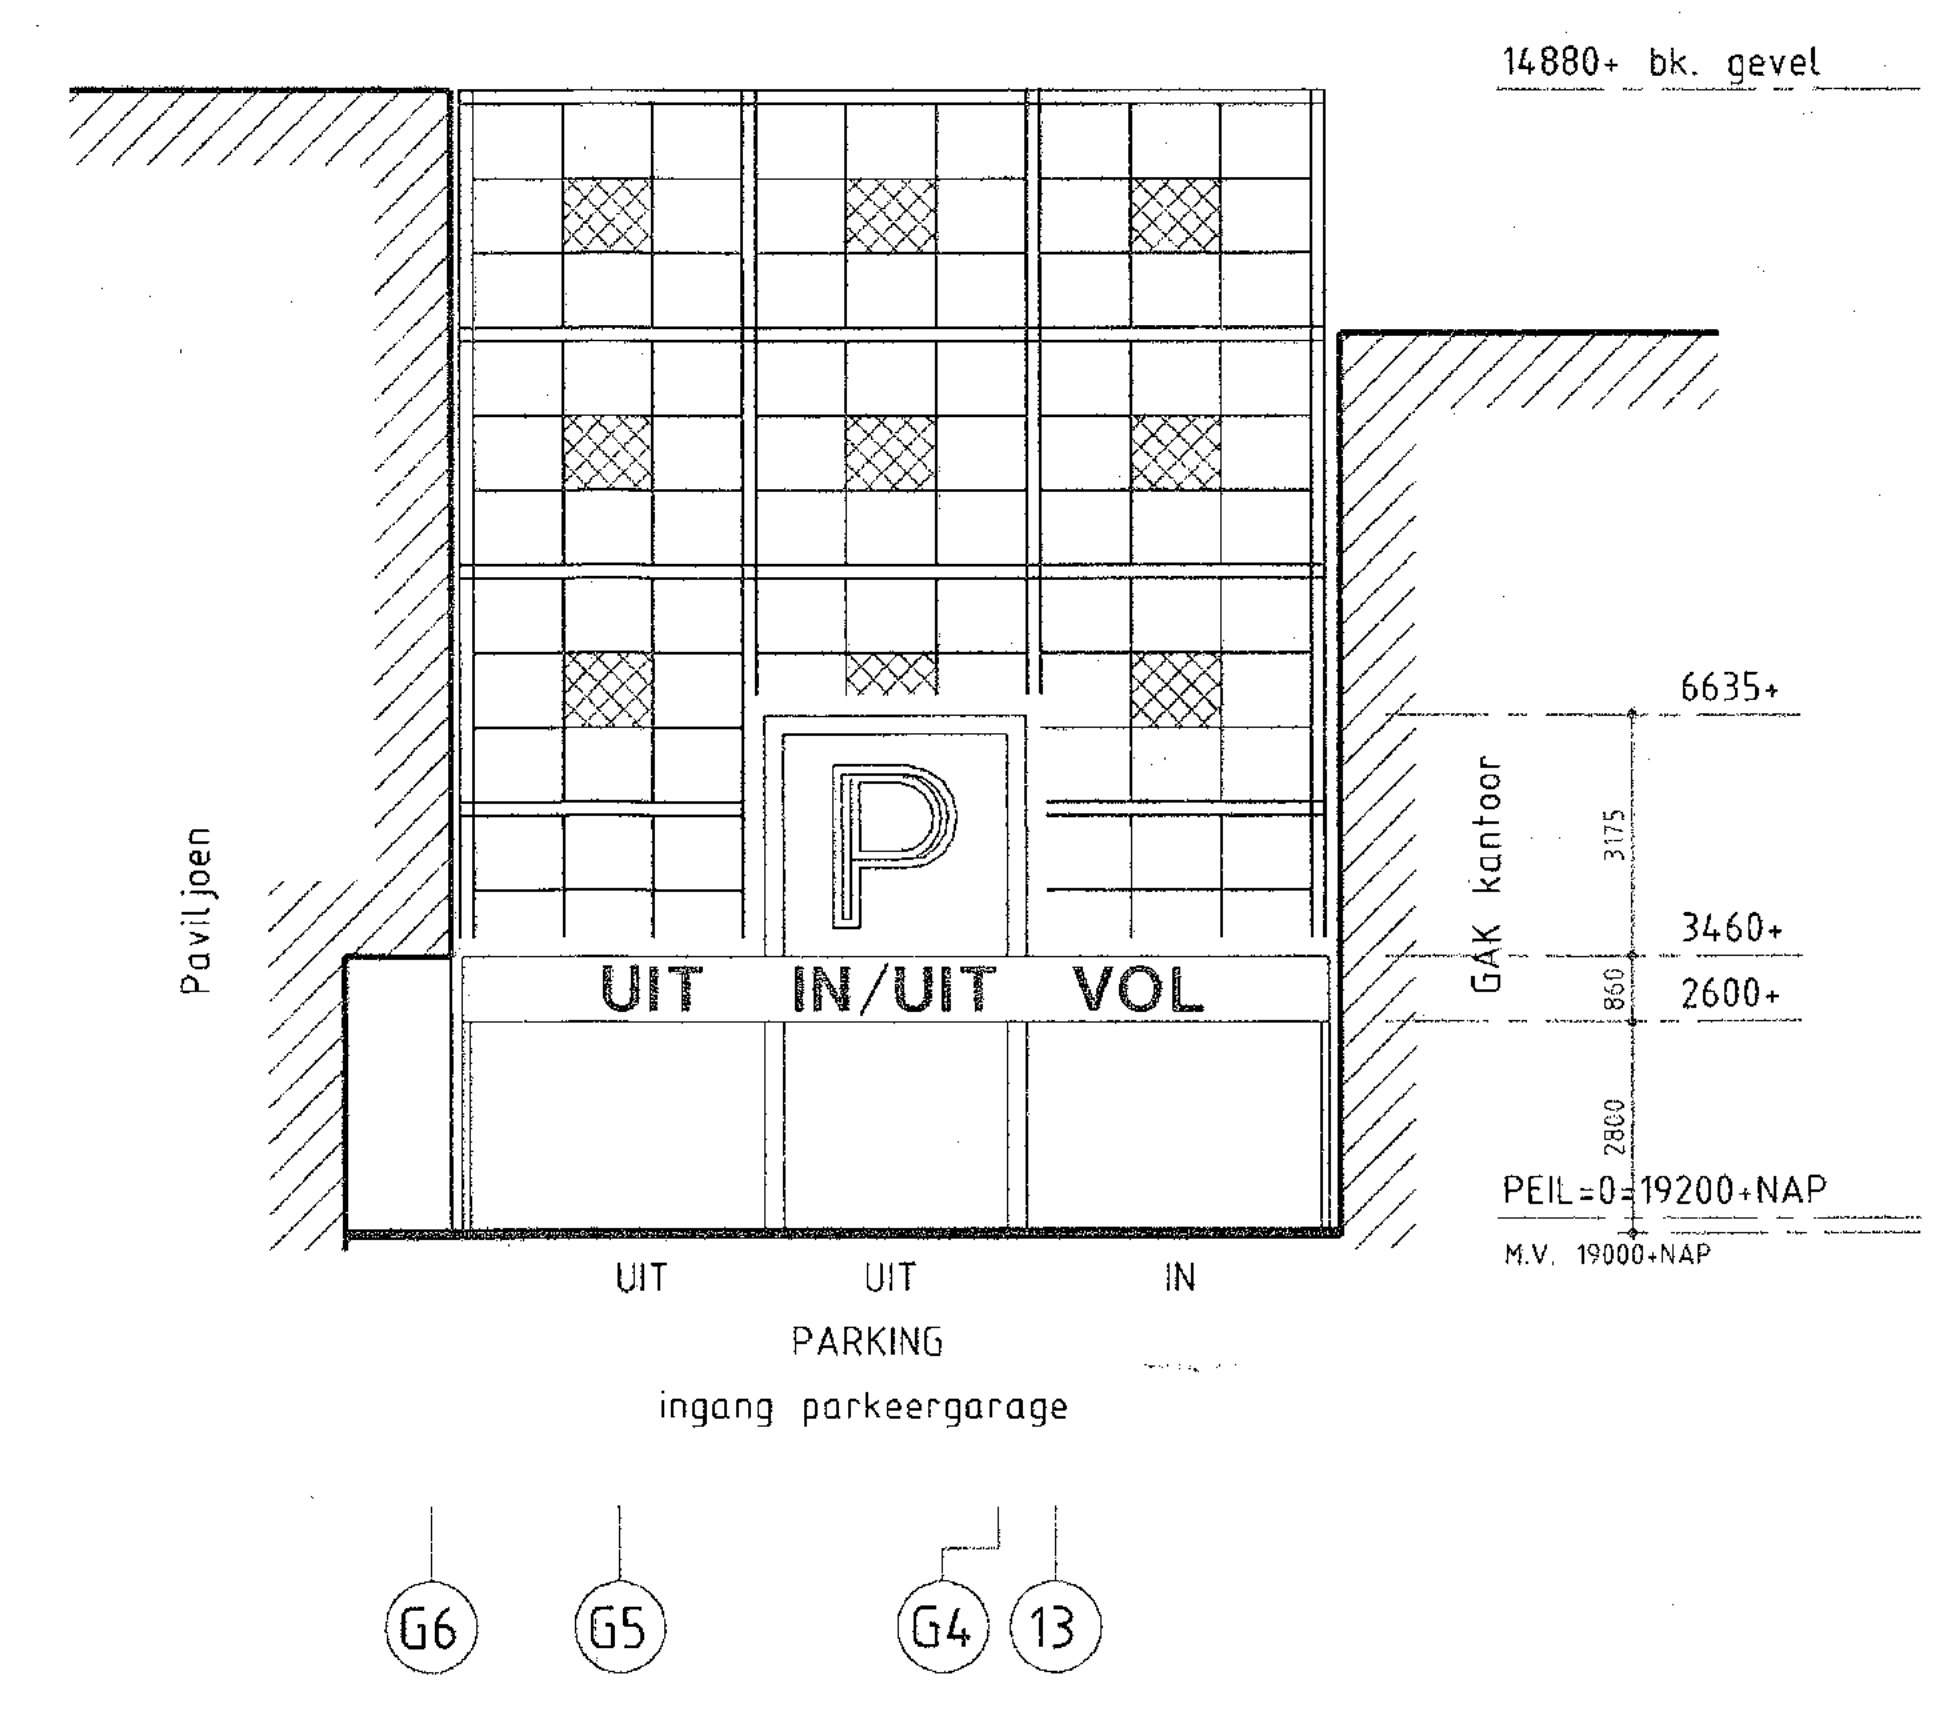 14880+ bk. gevel
6635+
3175
GAK kantoor
Paviljoen
P
3460+
860
2600+
UIT IN/UIT VOL
2800
PEIL=0=19200+NAP
M.V. 19000+NAP
UIT UIT IN
PARKING
ingang parkeergarage
G6 G5 G4 13